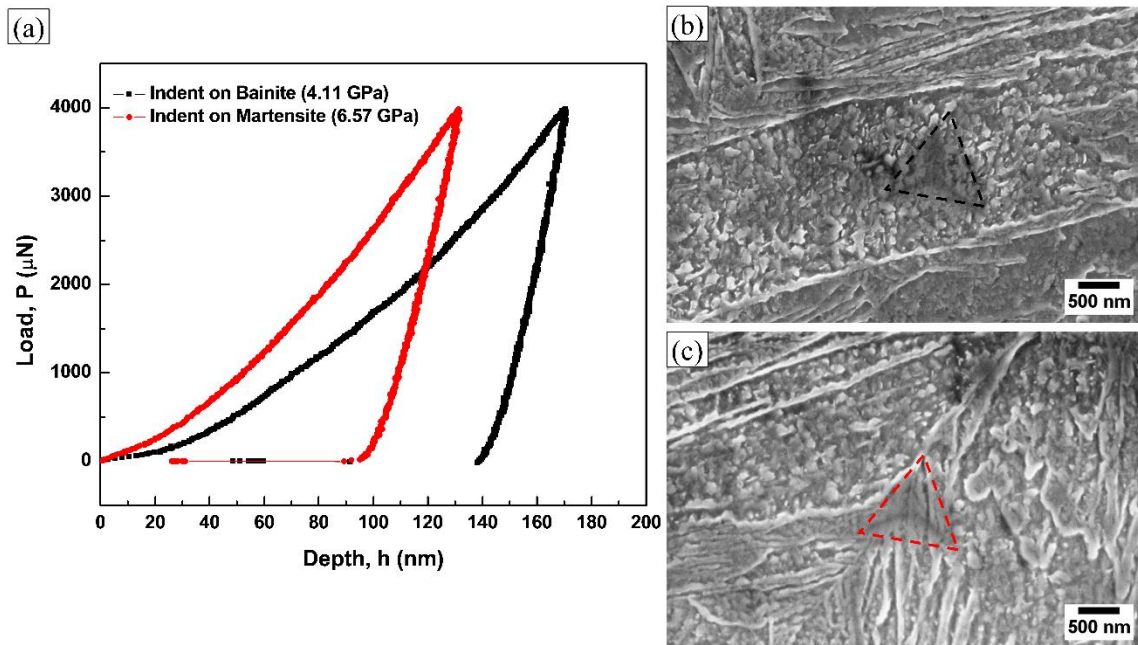 (a)
Indent on Bainite (4.11 GPa)
Indent on Martensite (6.57 GPa)
4000
3000
2000
1000
0
Load, P (μN)
0 20 40 60 80 100 120 140 160 180 200
Depth, h (nm)
(b)
500 nm
(c)
500 nm